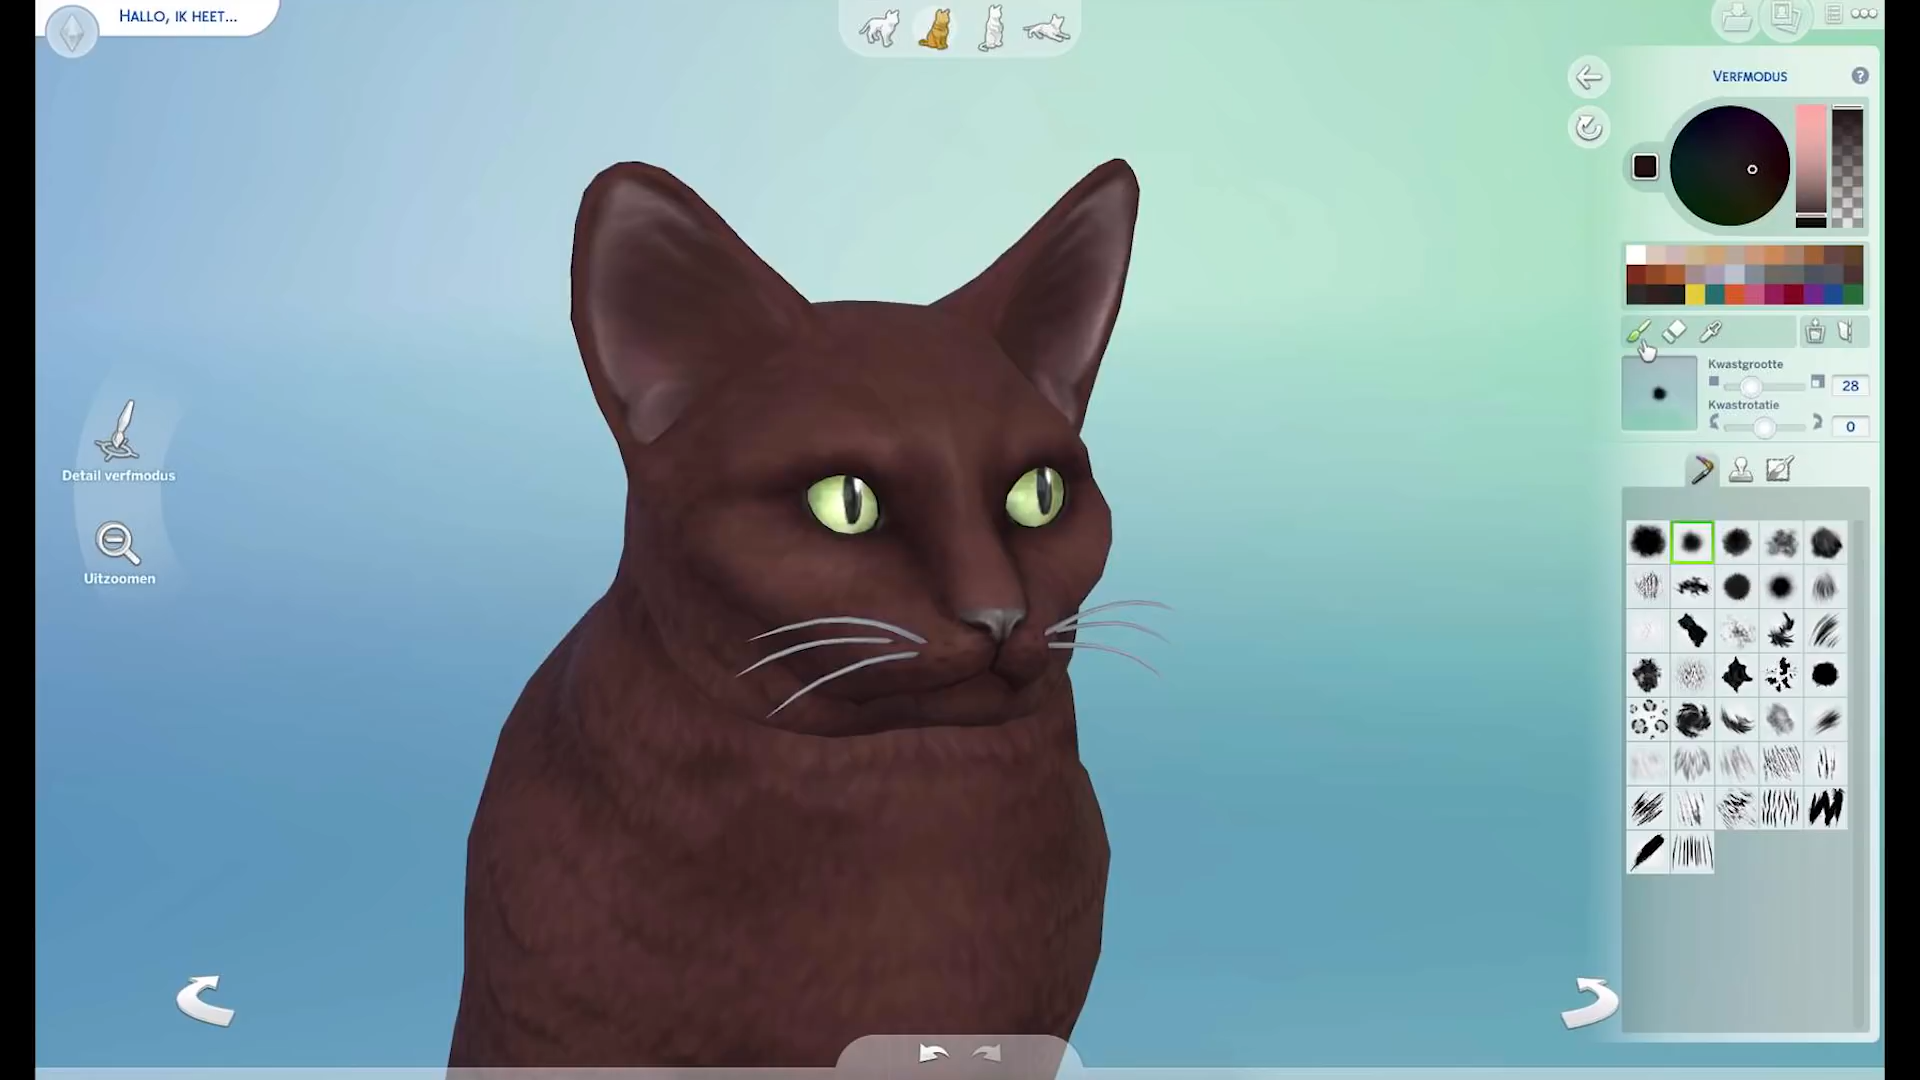 HALLO, IK HEET...
VERFMODUS
?
Kwastgrootte
28
Kwastrotatie
0
Detail verfmodus
Uitzoomen